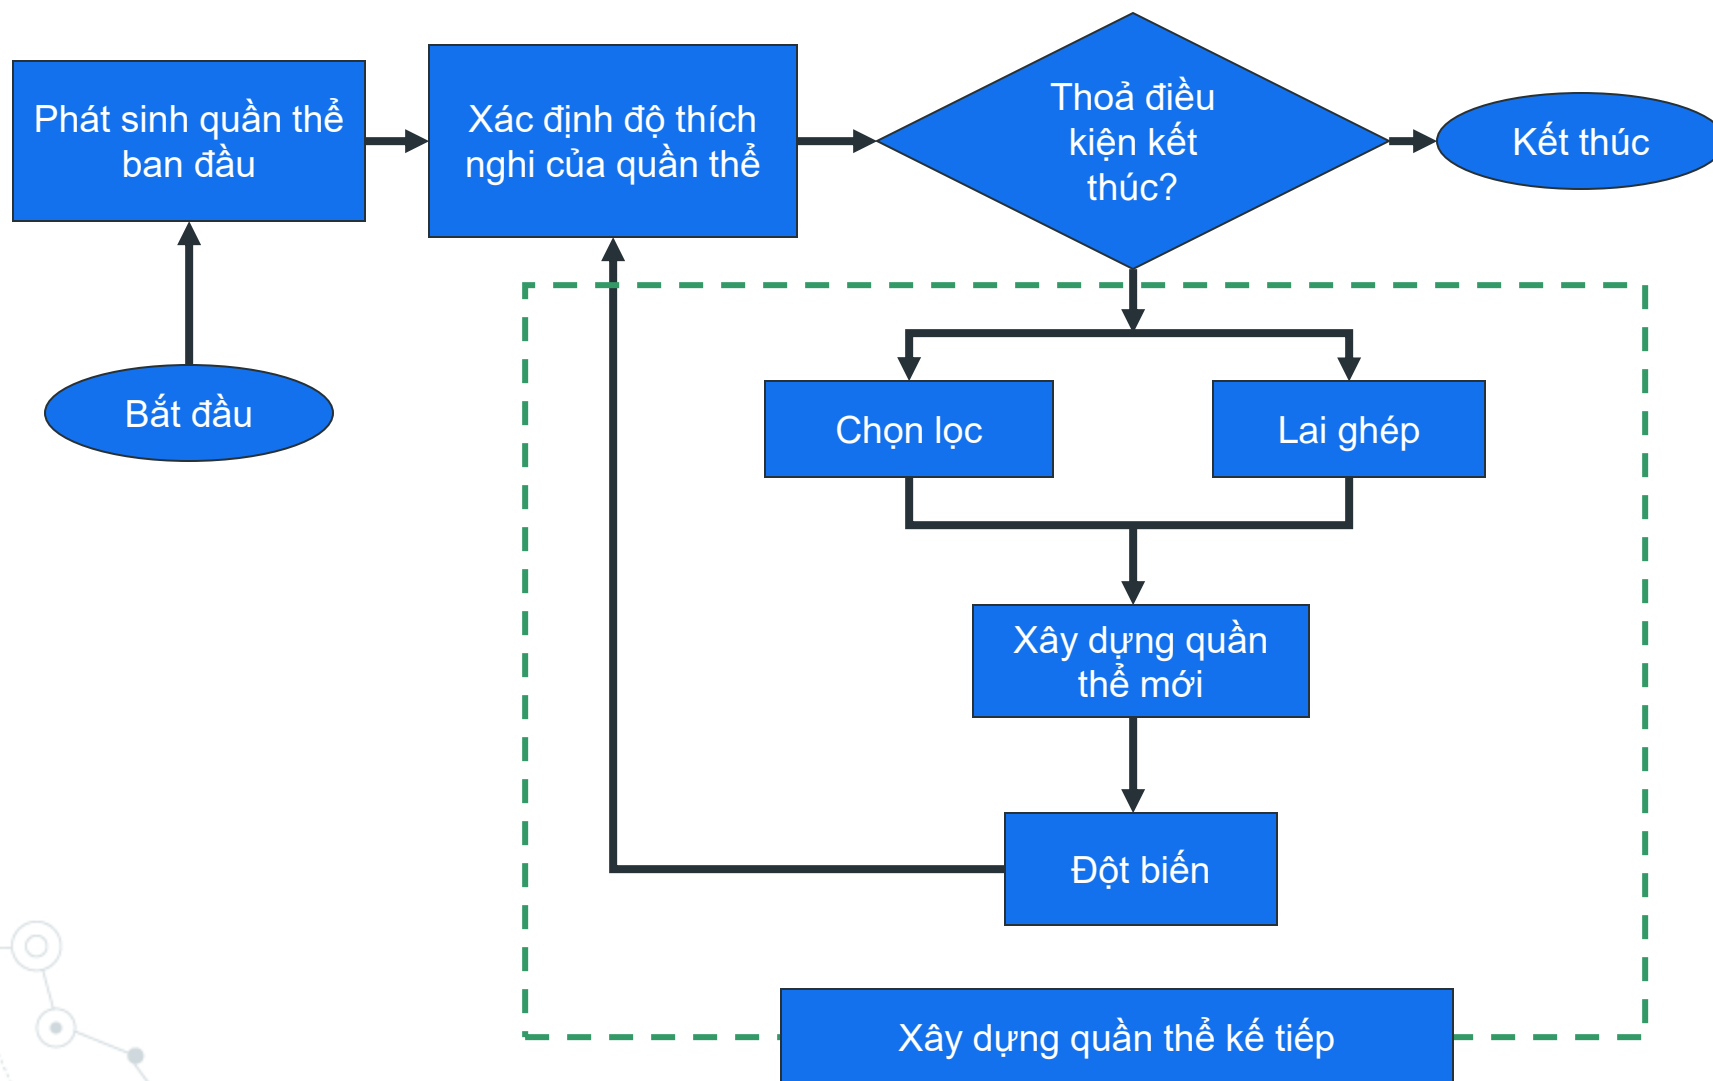 Phát sinh quần thể
ban đầu
Xác định độ thích
nghi của quần thể
Thoả điều
kiện kết
thúc?
Kết thúc
Bắt đầu
Chọn lọc
Lai ghép
Xây dựng quần
thể mới
Đột biến
Xây dựng quần thể kế tiếp